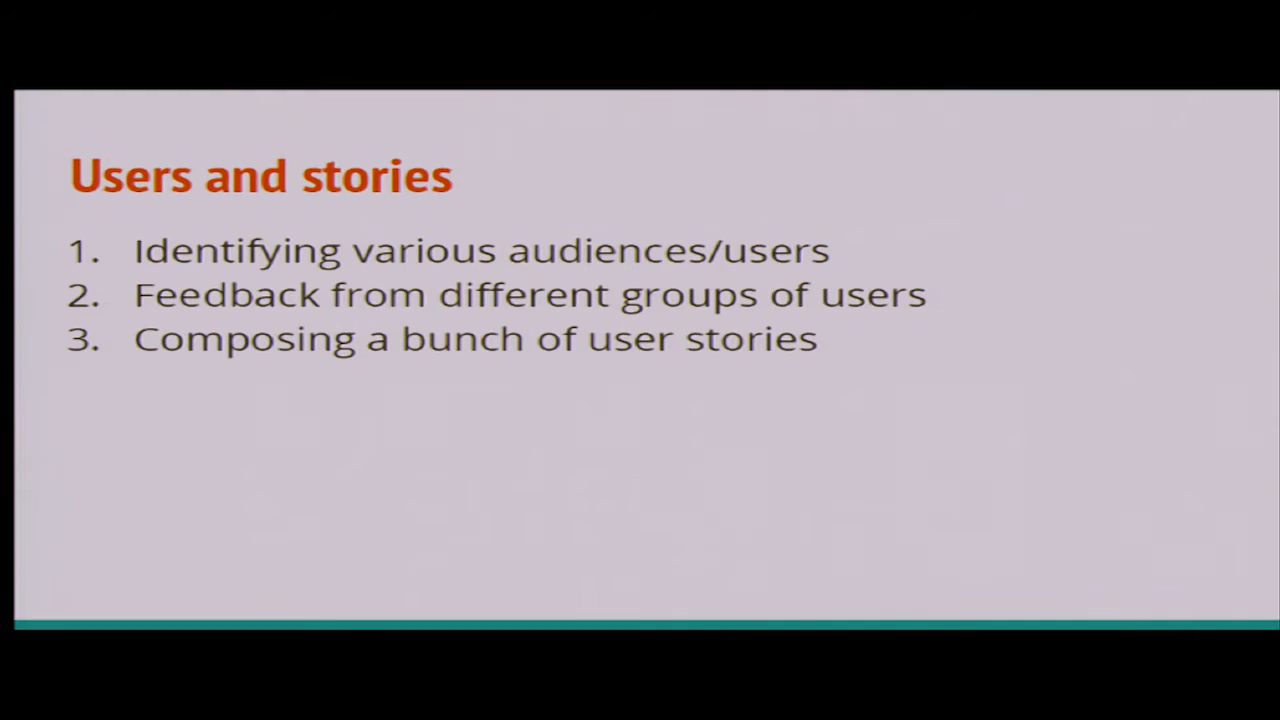 Users and stories
1. Identifying various audiences/users
2. Feedback from different groups of users
3. Composing a bunch of user stories